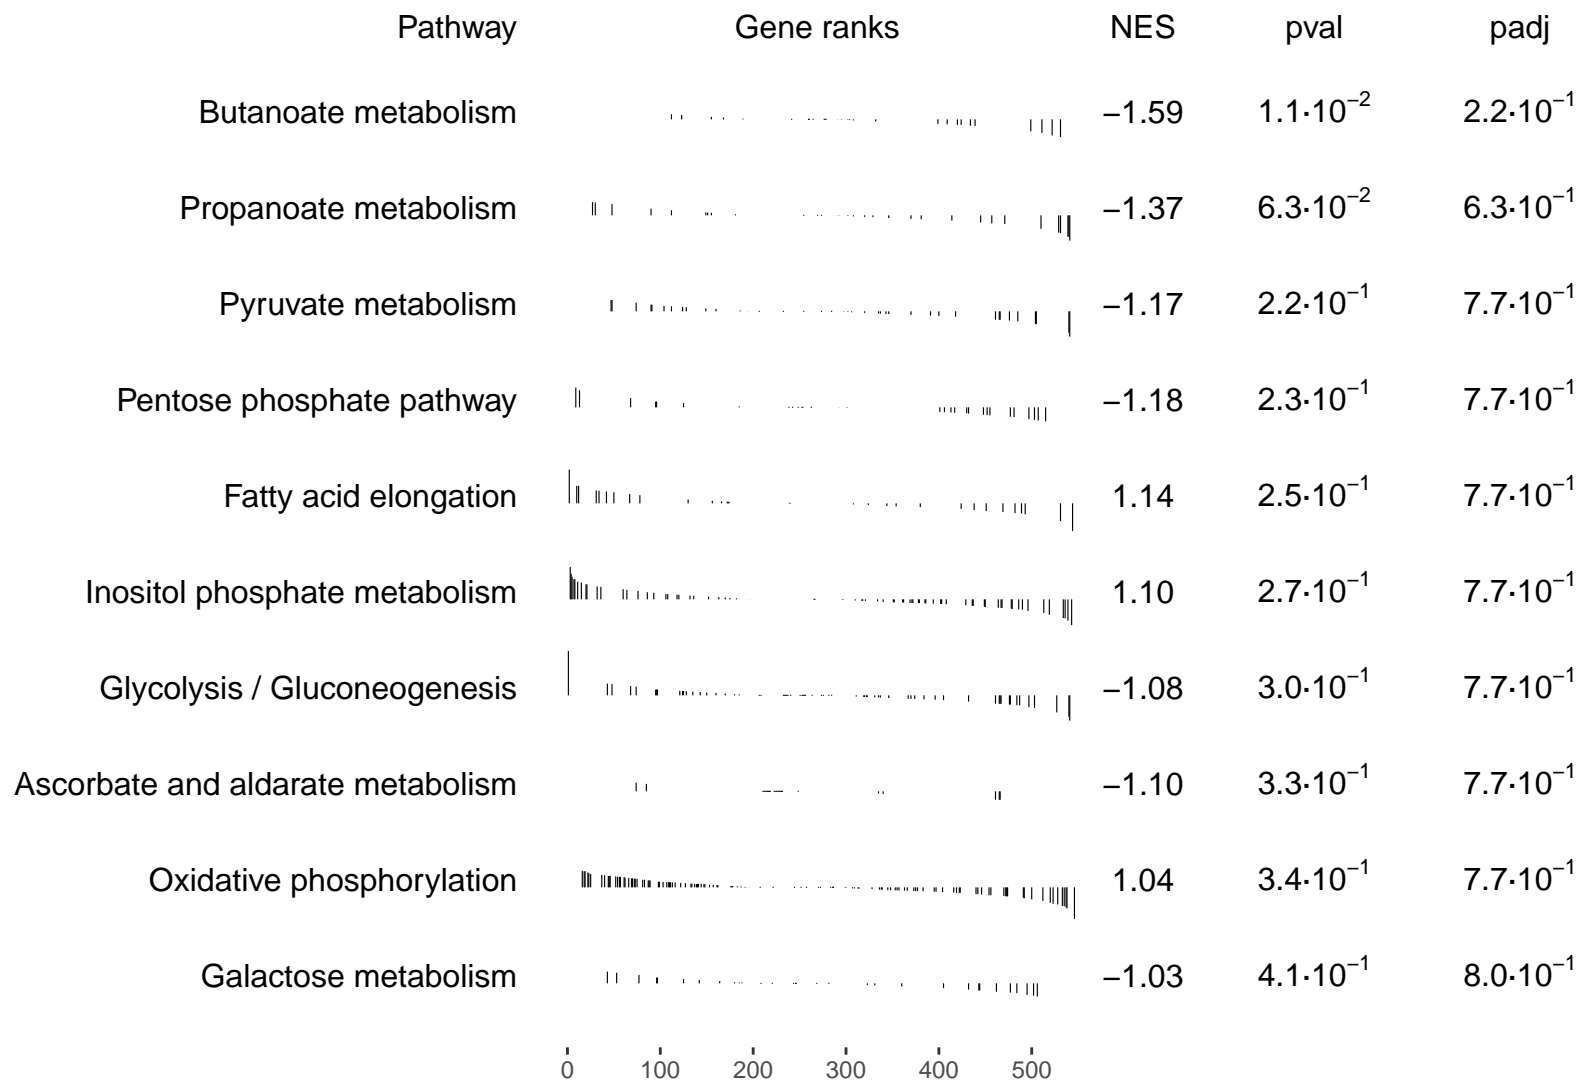 Pathway Gene ranks NES pval padj
Butanoate metabolism −1.59 1.1·10⁻² 2.2·10⁻¹
Propanoate metabolism −1.37 6.3·10⁻² 6.3·10⁻¹
Pyruvate metabolism −1.17 2.2·10⁻¹ 7.7·10⁻¹
Pentose phosphate pathway −1.18 2.3·10⁻¹ 7.7·10⁻¹
Fatty acid elongation 1.14 2.5·10⁻¹ 7.7·10⁻¹
Inositol phosphate metabolism 1.10 2.7·10⁻¹ 7.7·10⁻¹
Glycolysis / Gluconeogenesis −1.08 3.0·10⁻¹ 7.7·10⁻¹
Ascorbate and aldarate metabolism −1.10 3.3·10⁻¹ 7.7·10⁻¹
Oxidative phosphorylation 1.04 3.4·10⁻¹ 7.7·10⁻¹
Galactose metabolism −1.03 4.1·10⁻¹ 8.0·10⁻¹
0 100 200 300 400 500